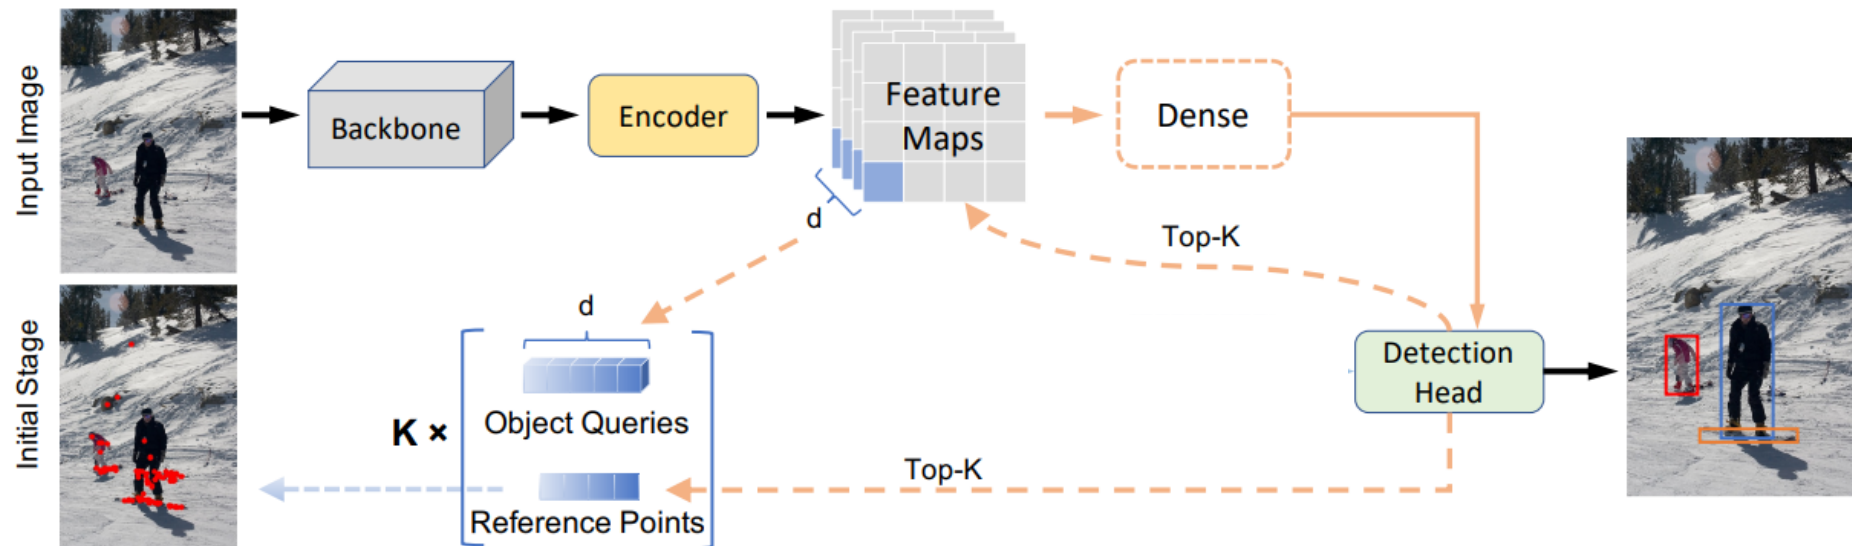 Input Image
Backbone
Encoder
Feature
Maps
Dense
d
Top-K
Initial Stage
d
K ×
Object Queries
Reference Points
Top-K
Detection
Head